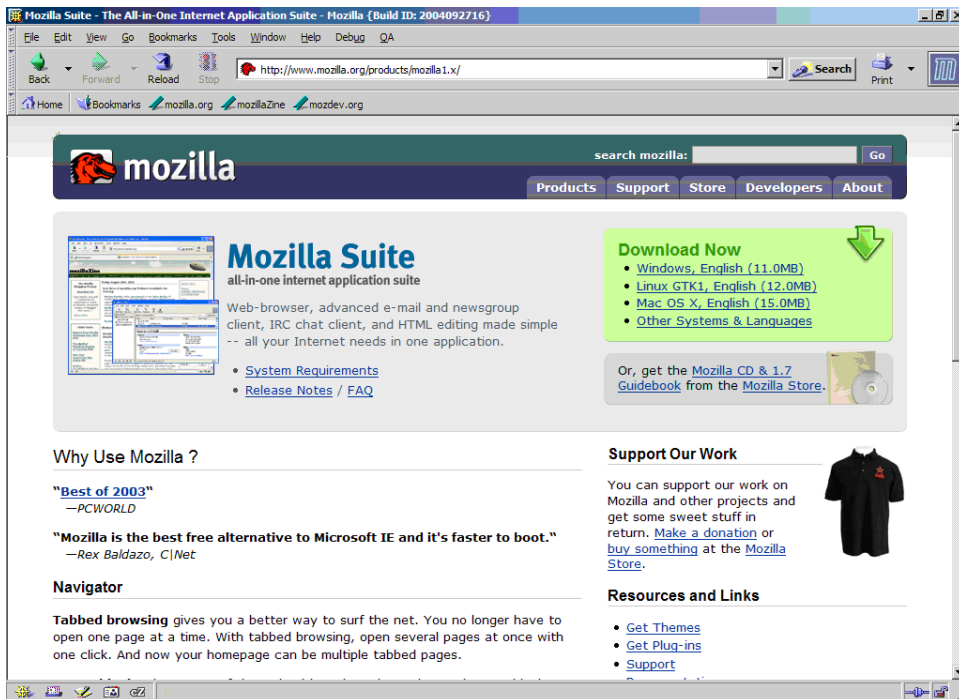 Mozilla Suite - The All-in-One Internet Application Suite - Mozilla {Build ID: 2004092716}
File Edit View Go Bookmarks Tools Window Help Debug QA
Back Forward Reload Stop http://www.mozilla.org/products/mozilla1.x/ Search Print
Home Bookmarks mozilla.org mozillaZine mozdev.org
mozilla
search mozilla: Go
Products Support Store Developers About
Mozilla Suite
all-in-one internet application suite
Web-browser, advanced e-mail and newsgroup
client, IRC chat client, and HTML editing made simple
-- all your Internet needs in one application.
• System Requirements
• Release Notes / FAQ
Download Now
• Windows, English (11.0MB)
• Linux GTK1, English (12.0MB)
• Mac OS X, English (15.0MB)
• Other Systems & Languages
Or, get the Mozilla CD & 1.7
Guidebook from the Mozilla Store.
Why Use Mozilla ?
"Best of 2003"
—PCWORLD
"Mozilla is the best free alternative to Microsoft IE and it's faster to boot."
—Rex Baldazo, C|Net
Navigator
Tabbed browsing gives you a better way to surf the net. You no longer have to
open one page at a time. With tabbed browsing, open several pages at once with
one click. And now your homepage can be multiple tabbed pages.
Support Our Work
You can support our work on
Mozilla and other projects and
get some sweet stuff in
return. Make a donation or
buy something at the Mozilla
Store.
Resources and Links
• Get Themes
• Get Plug-ins
• Support